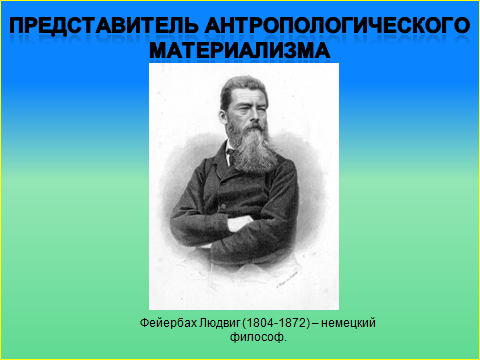 ПРЕДСТАВИТЕЛЬ АНТРОПОЛОГИЧЕСКОГО
МАТЕРИАЛИЗМА
Фейербах Людвиг (1804-1872) – немецкий
философ.